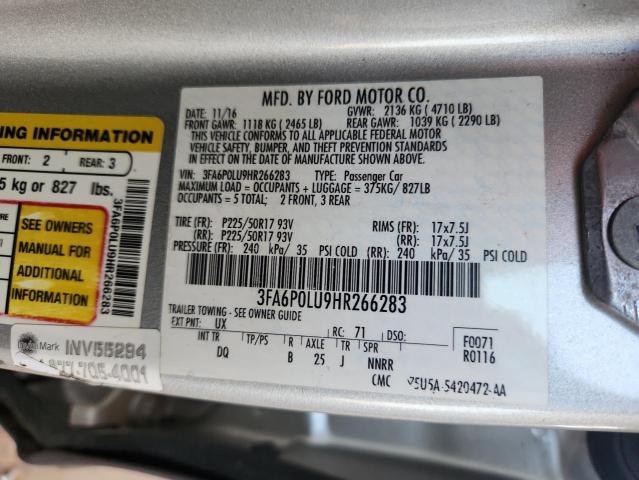 MFD. BY FORD MOTOR CO.
DATE: 11/16 GVWR: 2136 KG ( 4710 LB)
FRONT GAWR: 1118 KG ( 2465 LB) REAR GAWR: 1039 KG ( 2290 LB)
THIS VEHICLE CONFORMS TO ALL APPLICABLE FEDERAL MOTOR
VEHICLE SAFETY, BUMPER, AND THEFT PREVENTION STANDARDS
IN EFFECT ON THE DATE OF MANUFACTURE SHOWN ABOVE.
VIN: 3FA6P0LU9HR266283 TYPE: Passenger Car
MAXIMUM LOAD = OCCUPANTS + LUGGAGE = 375KG/827LB
OCCUPANTS = 5 TOTAL; 2 FRONT, 3 REAR
TIRE (FR): P225/50R17 93V RIMS (FR): 17x7.5J
(RR): P225/50R17 93V (RR): 17x7.5J
PRESSURE (FR): 240 kPa/ 35 PSI COLD (RR): 240 kPa/ 35 PSI COLD
3FA6P0LU9HR266283
TRAILER TOWING - SEE OWNER GUIDE
EXT PNT: UX RC: 71 DSO: F0071
R0116
INT TR TP/PS R AXLE TR SPR
DQ B 25 J NNRR
CMC 5U5A-5420472-AA
ING INFORMATION
FRONT: 2 REAR: 3
5 kg or 827 lbs.
SEE OWNERS
MANUAL FOR
ADDITIONAL
INFORMATION
3FA6P0LU9HR266283
Mark INV55294
705-4001